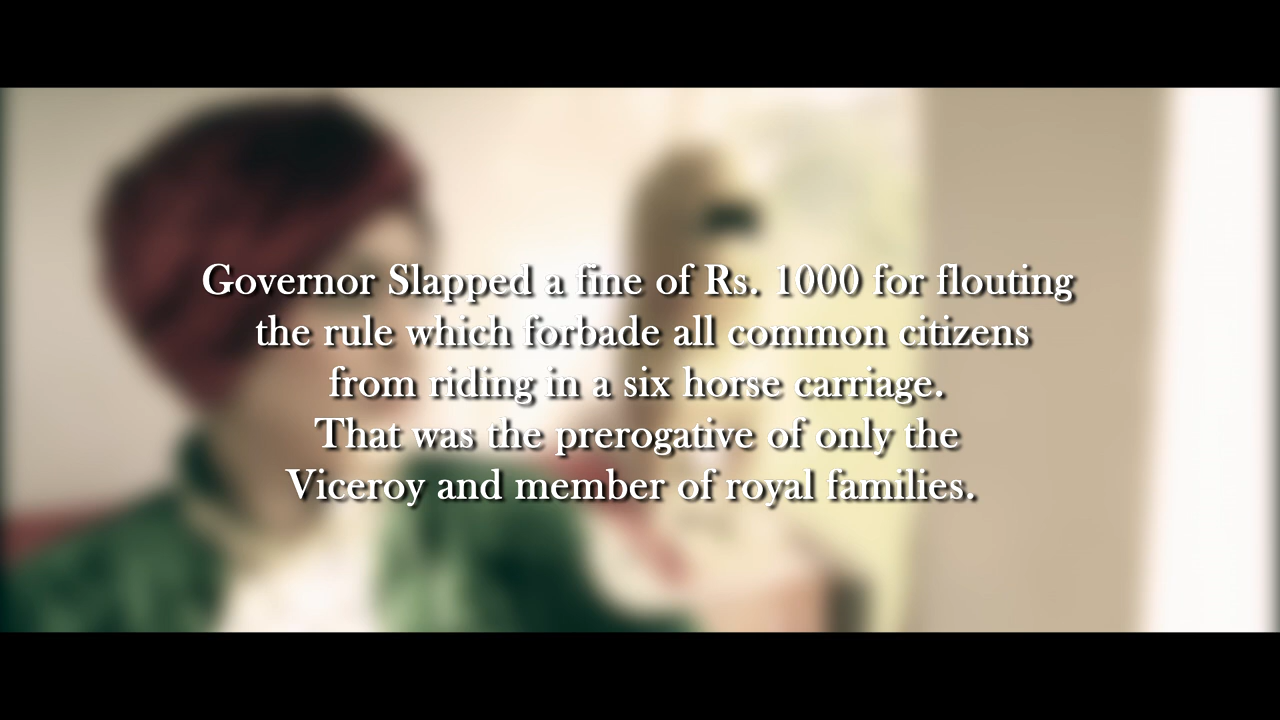 Governor Slapped a fine of Rs. 1000 for flouting
the rule which forbade all common citizens
from riding in a six horse carriage.
That was the prerogative of only the
Viceroy and member of royal families.